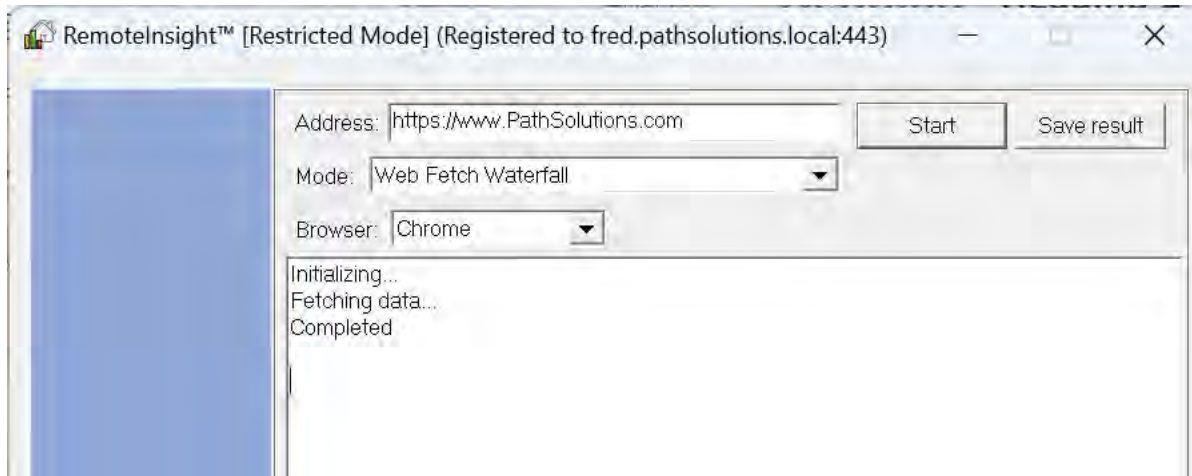 RemoteInsight™ [Restricted Mode] (Registered to fred.pathsolutions.local:443)
Address: https://www.PathSolutions.com Start Save result
Mode: Web Fetch Waterfall
Browser: Chrome
Initializing...
Fetching data...
Completed